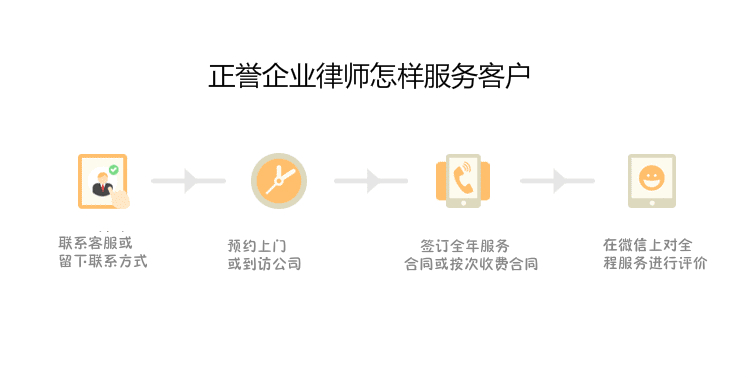 正誉企业律师怎样服务客户
联系客服或
留下联系方式
预约上门
或到访公司
签订全年服务
合同或按次收费合同
在微信上对全
程服务进行评价